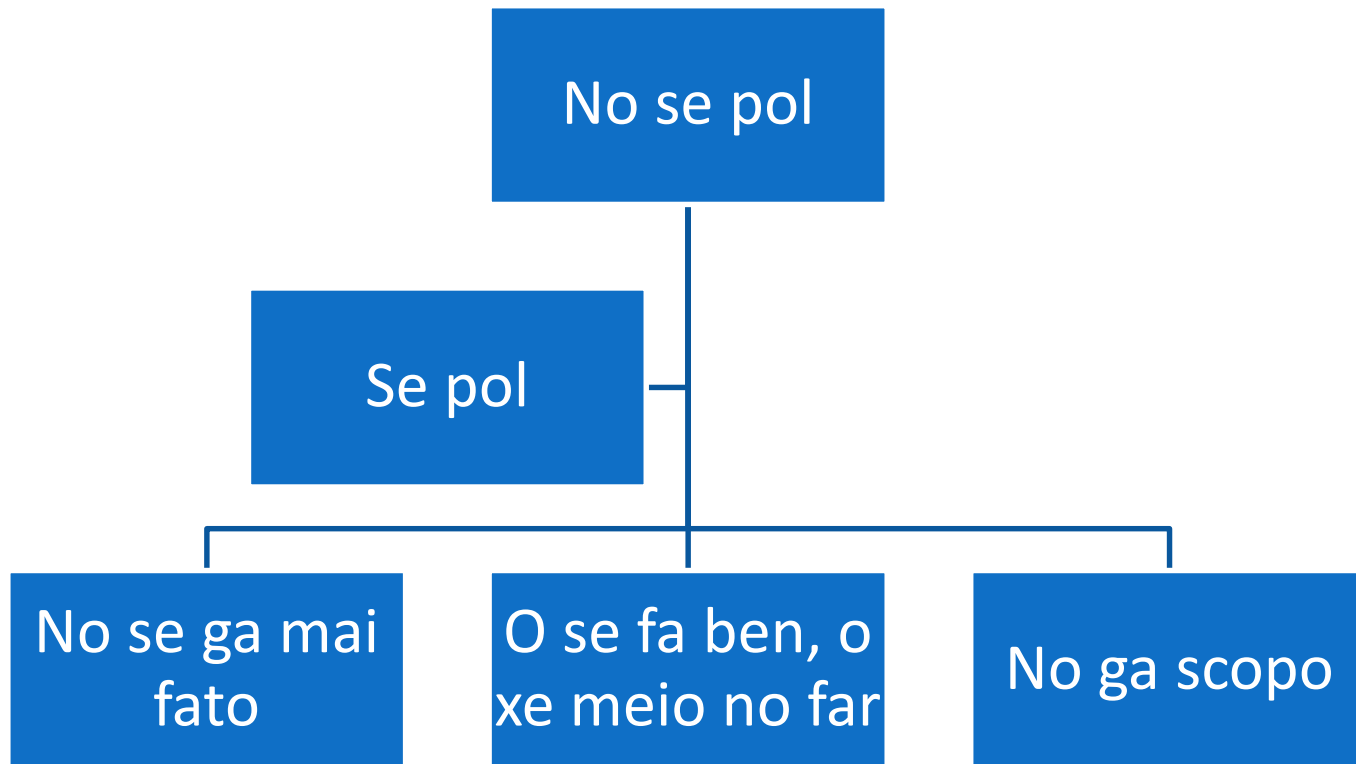 No se pol
Se pol
No se ga mai
fato
O se fa ben, o
xe meio no far
No ga scopo